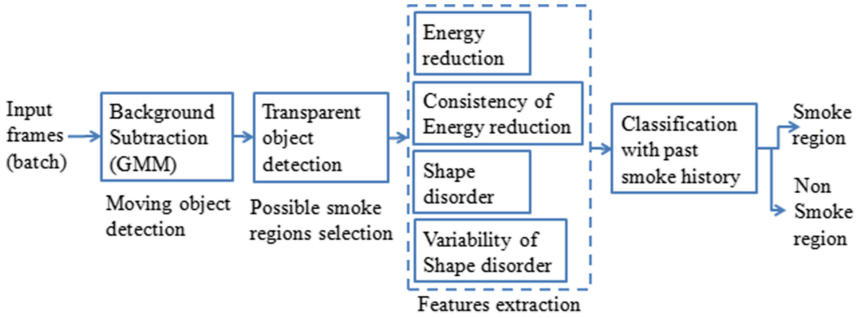 Input
frames
(batch)
Background
Subtraction
(GMM)
Moving object
detection
Transparent
object
detection
Possible smoke
regions selection
Energy
reduction
Consistency of
Energy reduction
Shape
disorder
Variability of
Shape disorder
Features extraction
Classification
with past
smoke history
Smoke
region
Non
Smoke
region